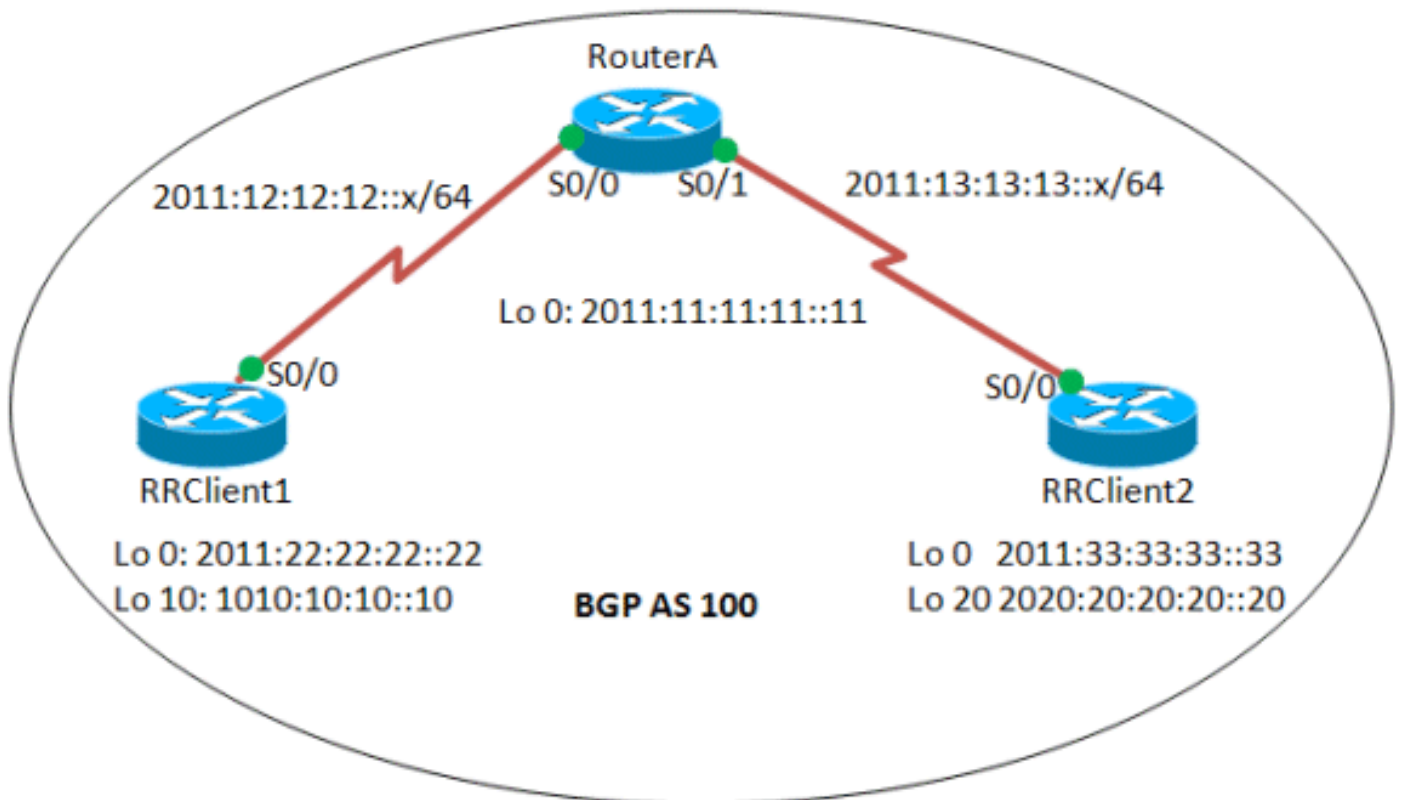 RouterA
S0/0 S0/1
2011:12:12:12::x/64
2011:13:13:13::x/64
Lo 0: 2011:11:11:11::11
S0/0
S0/0
RRClient1
RRClient2
Lo 0: 2011:22:22:22::22
Lo 10: 1010:10:10::10
BGP AS 100
Lo 0 2011:33:33:33::33
Lo 20 2020:20:20:20::20